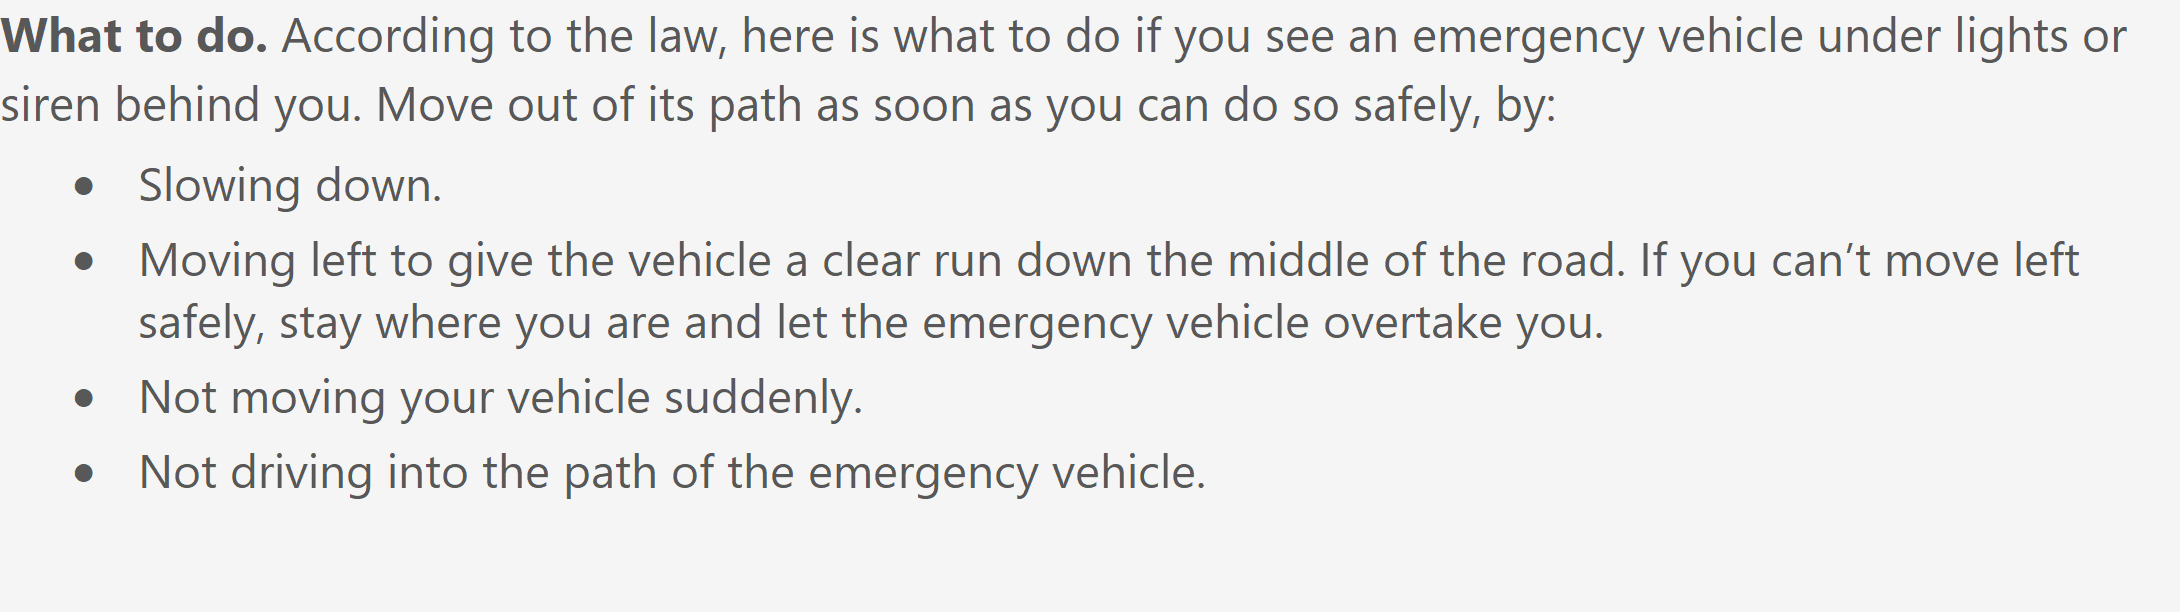 What to do. According to the law, here is what to do if you see an emergency vehicle under lights or
siren behind you. Move out of its path as soon as you can do so safely, by:
● Slowing down.
● Moving left to give the vehicle a clear run down the middle of the road. If you can’t move left
safely, stay where you are and let the emergency vehicle overtake you.
● Not moving your vehicle suddenly.
● Not driving into the path of the emergency vehicle.